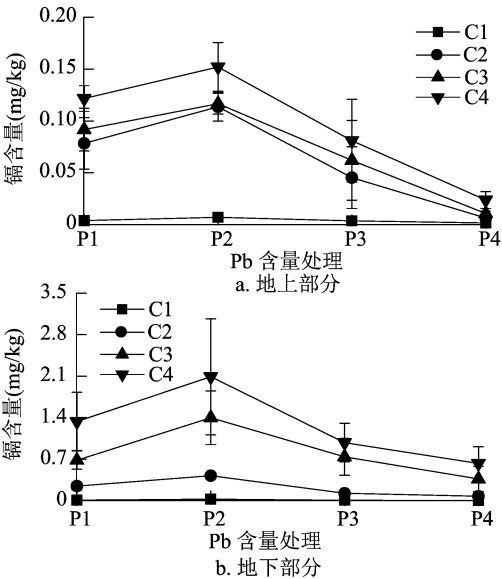 0.20
0.15
0.10
0.05
0
镉含量(mg/kg)
C1
C2
C3
C4
P1 P2 P3 P4
Pb 含量处理
a. 地上部分
3.5
2.8
2.1
1.4
0.7
0
镉含量(mg/kg)
C1
C2
C3
C4
P1 P2 P3 P4
Pb 含量处理
b. 地下部分